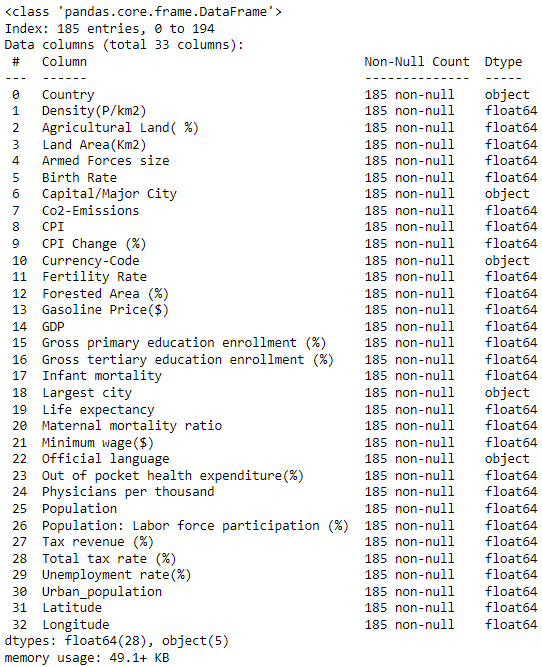 <class 'pandas.core.frame.DataFrame'>
Index: 185 entries, 0 to 194
Data columns (total 33 columns):
 #   Column                                     Non-Null Count  Dtype
---  ------                                     --------------  -----
 0   Country                                    185 non-null    object
 1   Density(P/km2)                             185 non-null    float64
 2   Agricultural Land( %)                      185 non-null    float64
 3   Land Area(Km2)                             185 non-null    float64
 4   Armed Forces size                          185 non-null    float64
 5   Birth Rate                                 185 non-null    float64
 6   Capital/Major City                         185 non-null    object
 7   Co2-Emissions                              185 non-null    float64
 8   CPI                                        185 non-null    float64
 9   CPI Change (%)                             185 non-null    float64
 10  Currency-Code                              185 non-null    object
 11  Fertility Rate                             185 non-null    float64
 12  Forested Area (%)                          185 non-null    float64
 13  Gasoline Price($)                          185 non-null    float64
 14  GDP                                        185 non-null    float64
 15  Gross primary education enrollment (%)     185 non-null    float64
 16  Gross tertiary education enrollment (%)    185 non-null    float64
 17  Infant mortality                           185 non-null    float64
 18  Largest city                               185 non-null    object
 19  Life expectancy                            185 non-null    float64
 20  Maternal mortality ratio                   185 non-null    float64
 21  Minimum wage($)                            185 non-null    float64
 22  Official language                          185 non-null    object
 23  Out of pocket health expenditure(%)        185 non-null    float64
 24  Physicians per thousand                    185 non-null    float64
 25  Population                                 185 non-null    float64
 26  Population: Labor force participation (%)  185 non-null    float64
 27  Tax revenue (%)                            185 non-null    float64
 28  Total tax rate (%)                         185 non-null    float64
 29  Unemployment rate(%)                       185 non-null    float64
 30  Urban_population                           185 non-null    float64
 31  Latitude                                   185 non-null    float64
 32  Longitude                                  185 non-null    float64
dtypes: float64(28), object(5)
memory usage: 49.1+ KB